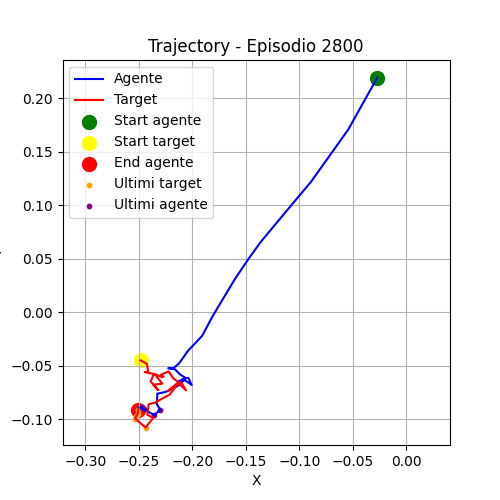 Trajectory - Episodio 2800
Agente
Target
Start agente
Start target
End agente
Ultimi target
Ultimi agente
0.20
0.15
0.10
0.05
0.00
−0.05
−0.10
−0.30
−0.25
−0.20
−0.15
−0.10
−0.05
0.00
X